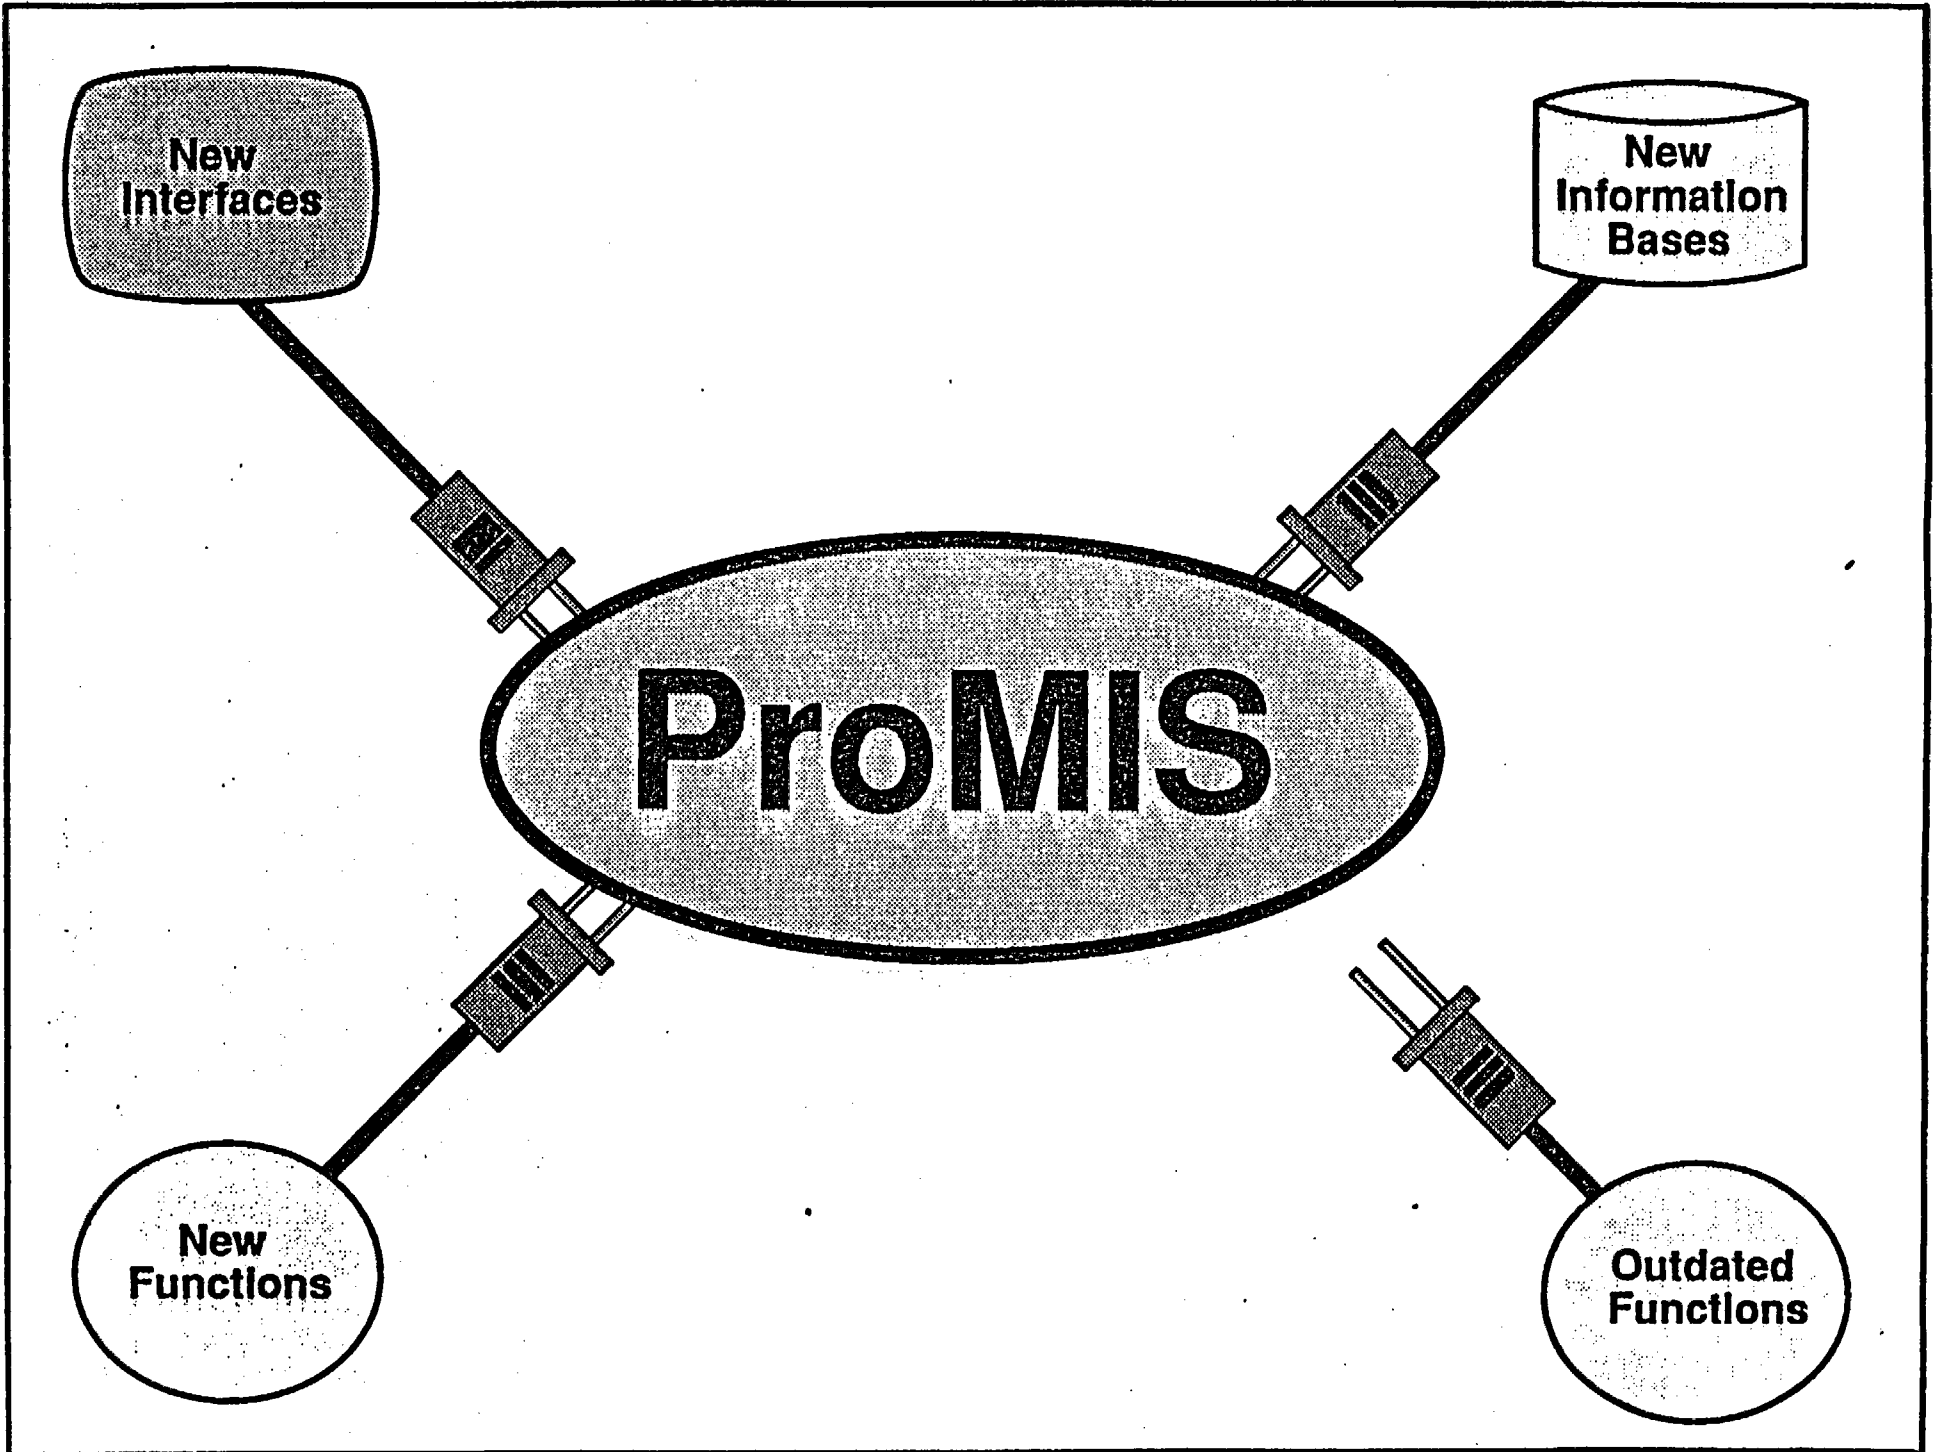 New
Interfaces
New
Information
Bases
ProMIS
New
Functions
Outdated
Functions